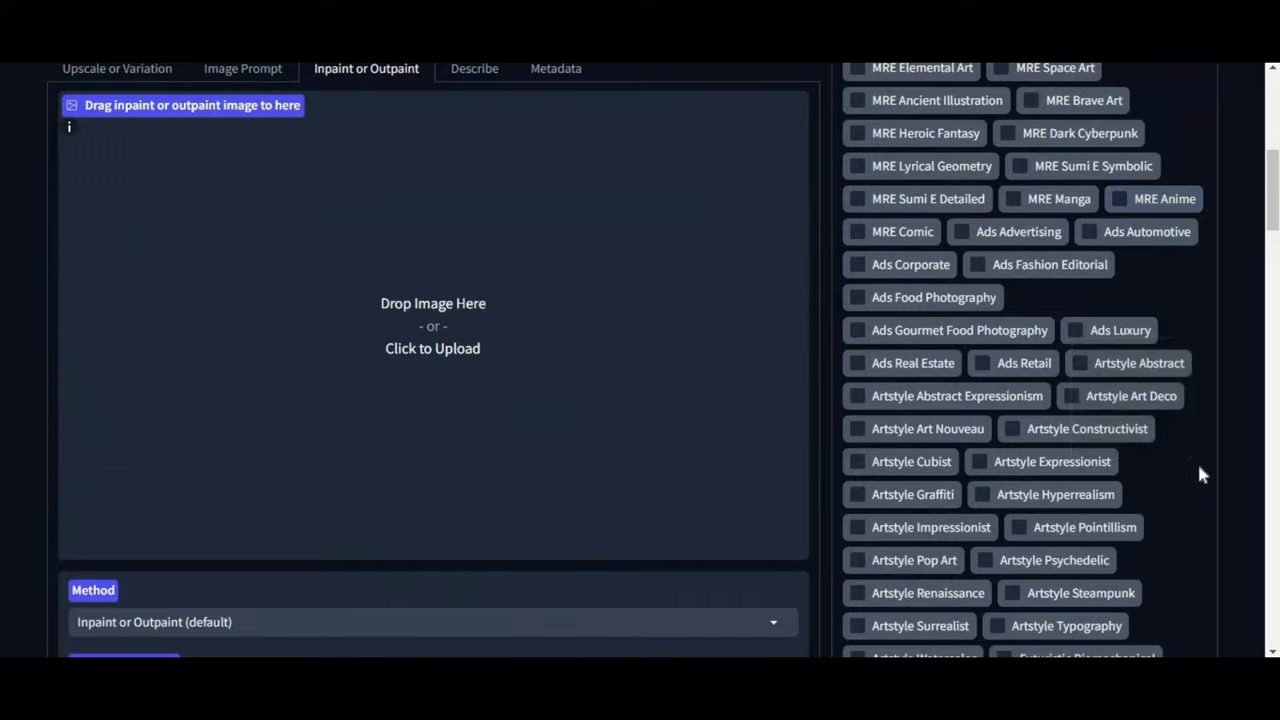 Upscale or Variation Image Prompt Inpaint or Outpaint Describe Metadata
Drag inpaint or outpaint image to here
i
Drop Image Here
- or -
Click to Upload
Method
Inpaint or Outpaint (default)
MRE Elemental Art MRE Space Art
MRE Ancient Illustration MRE Brave Art
MRE Heroic Fantasy MRE Dark Cyberpunk
MRE Lyrical Geometry MRE Sumi E Symbolic
MRE Sumi E Detailed MRE Manga MRE Anime
MRE Comic Ads Advertising Ads Automotive
Ads Corporate Ads Fashion Editorial
Ads Food Photography
Ads Gourmet Food Photography Ads Luxury
Ads Real Estate Ads Retail Artstyle Abstract
Artstyle Abstract Expressionism Artstyle Art Deco
Artstyle Art Nouveau Artstyle Constructivist
Artstyle Cubist Artstyle Expressionist
Artstyle Graffiti Artstyle Hyperrealism
Artstyle Impressionist Artstyle Pointillism
Artstyle Pop Art Artstyle Psychedelic
Artstyle Renaissance Artstyle Steampunk
Artstyle Surrealist Artstyle Typography
Artstyle Watercolor Futuristic Biomechanical